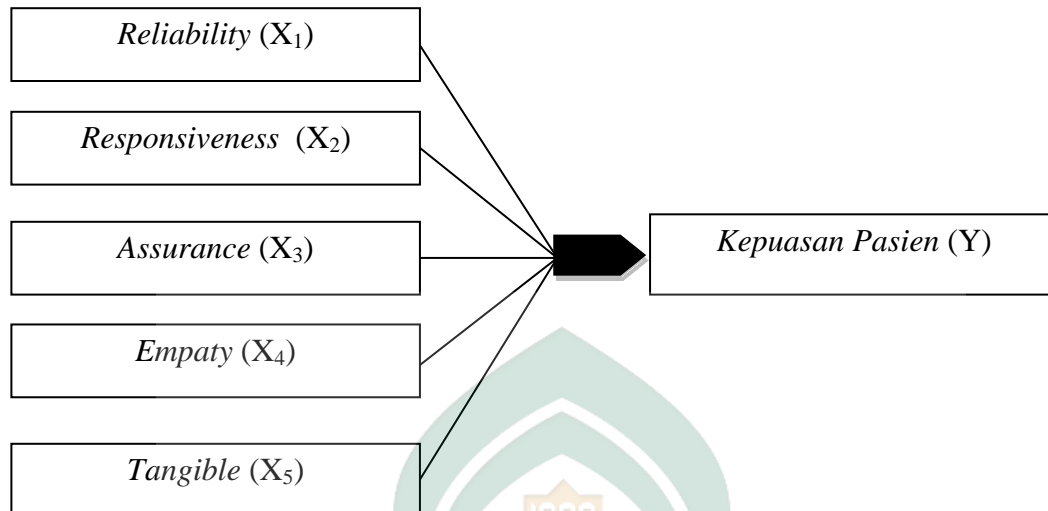 Reliability (X₁)
Responsiveness (X₂)
Assurance (X₃)
Kepuasan Pasien (Y)
Empaty (X₄)
Tangible (X₅)